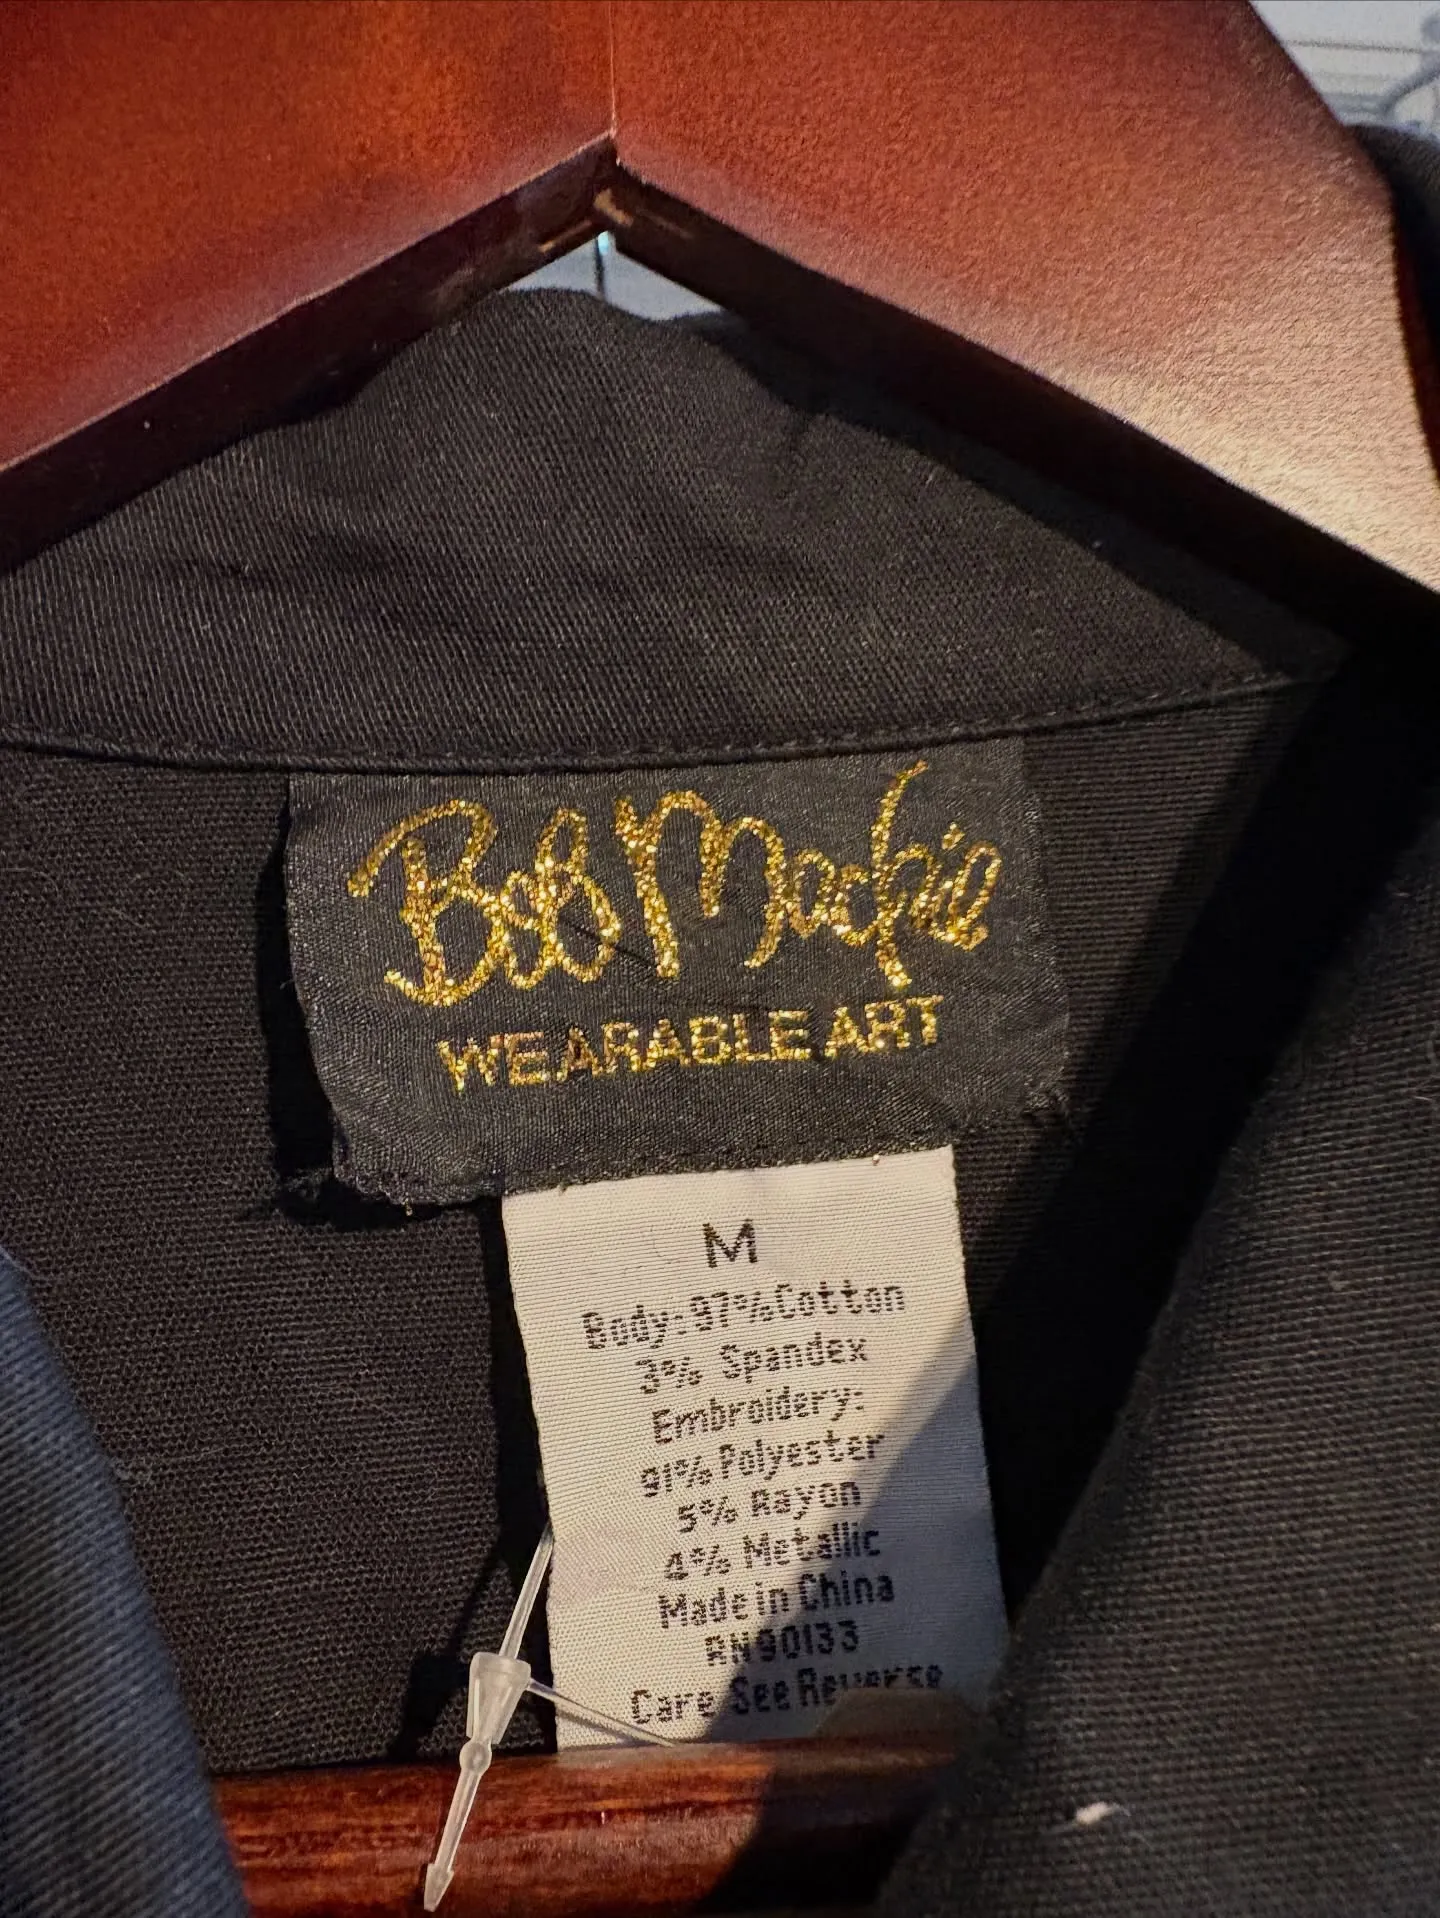 Bob Mackie
WEARABLE ART
M
Body: 97% Cotton
3% Spandex
Embroidery:
91% Polyester
5% Rayon
4% Metallic
Made in China
RN90133
Care See Reverse